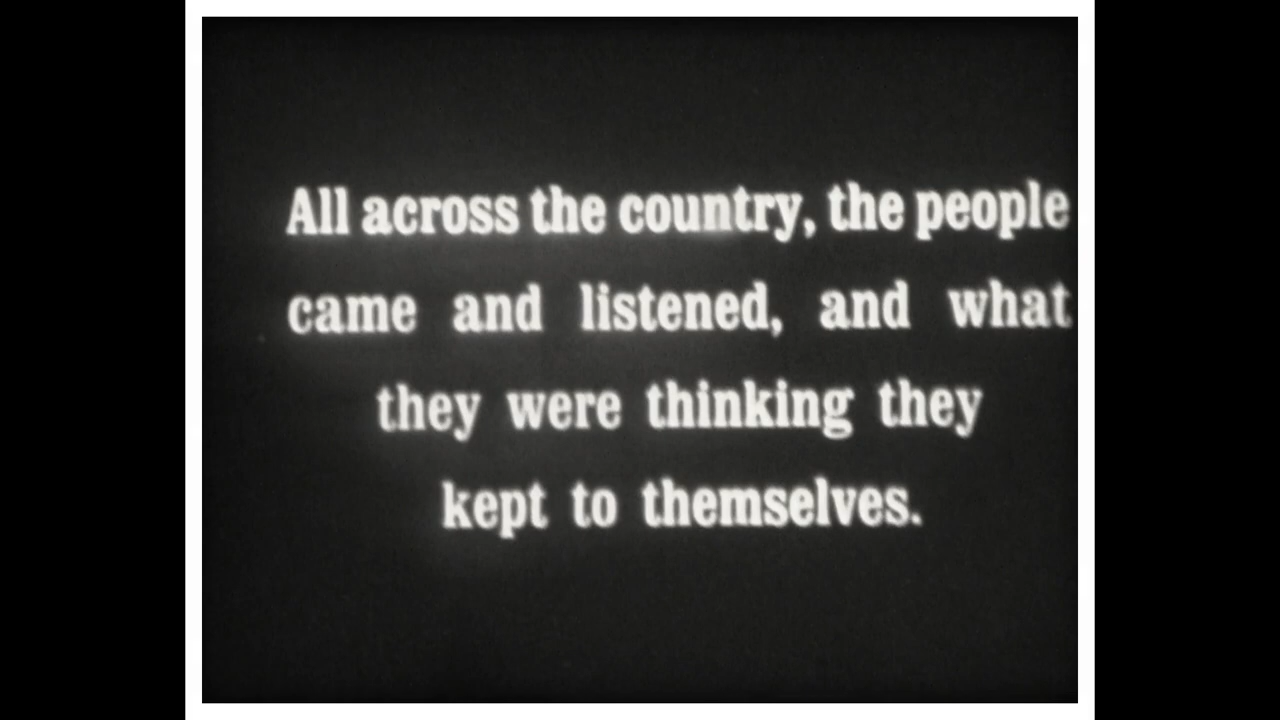 All across the country, the people
came and listened, and what
they were thinking they
kept to themselves.